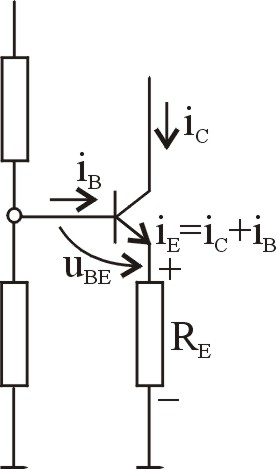 i_C
i_B
i_E=i_C+i_B
u_BE
+
R_E
−